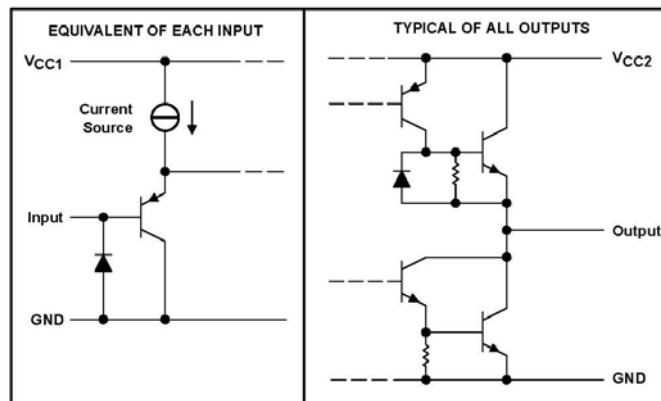 EQUIVALENT OF EACH INPUT
VCC1
Current
Source
Input
GND
TYPICAL OF ALL OUTPUTS
VCC2
Output
GND